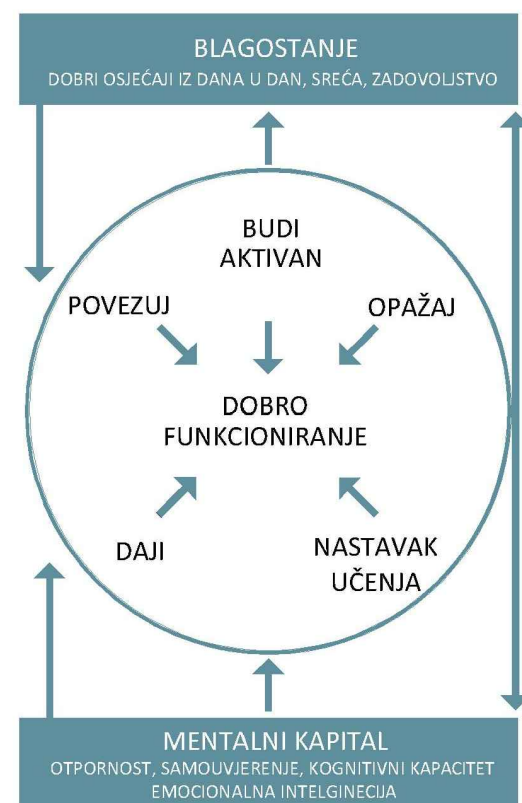 BLAGOSTANJE
DOBRI OSJEĆAJI IZ DANA U DAN, SREĆA, ZADOVOLJSTVO
BUDI
AKTIVAN
POVEZUJ
OPAŽAJ
DOBRO
FUNKCIONIRANJE
DAJI
NASTAVAK
UČENJA
MENTALNI KAPITAL
OTPORNOST, SAMOUVJERENJE, KOGNITIVNI KAPACITET
EMOCIONALNA INTELGINECIJA